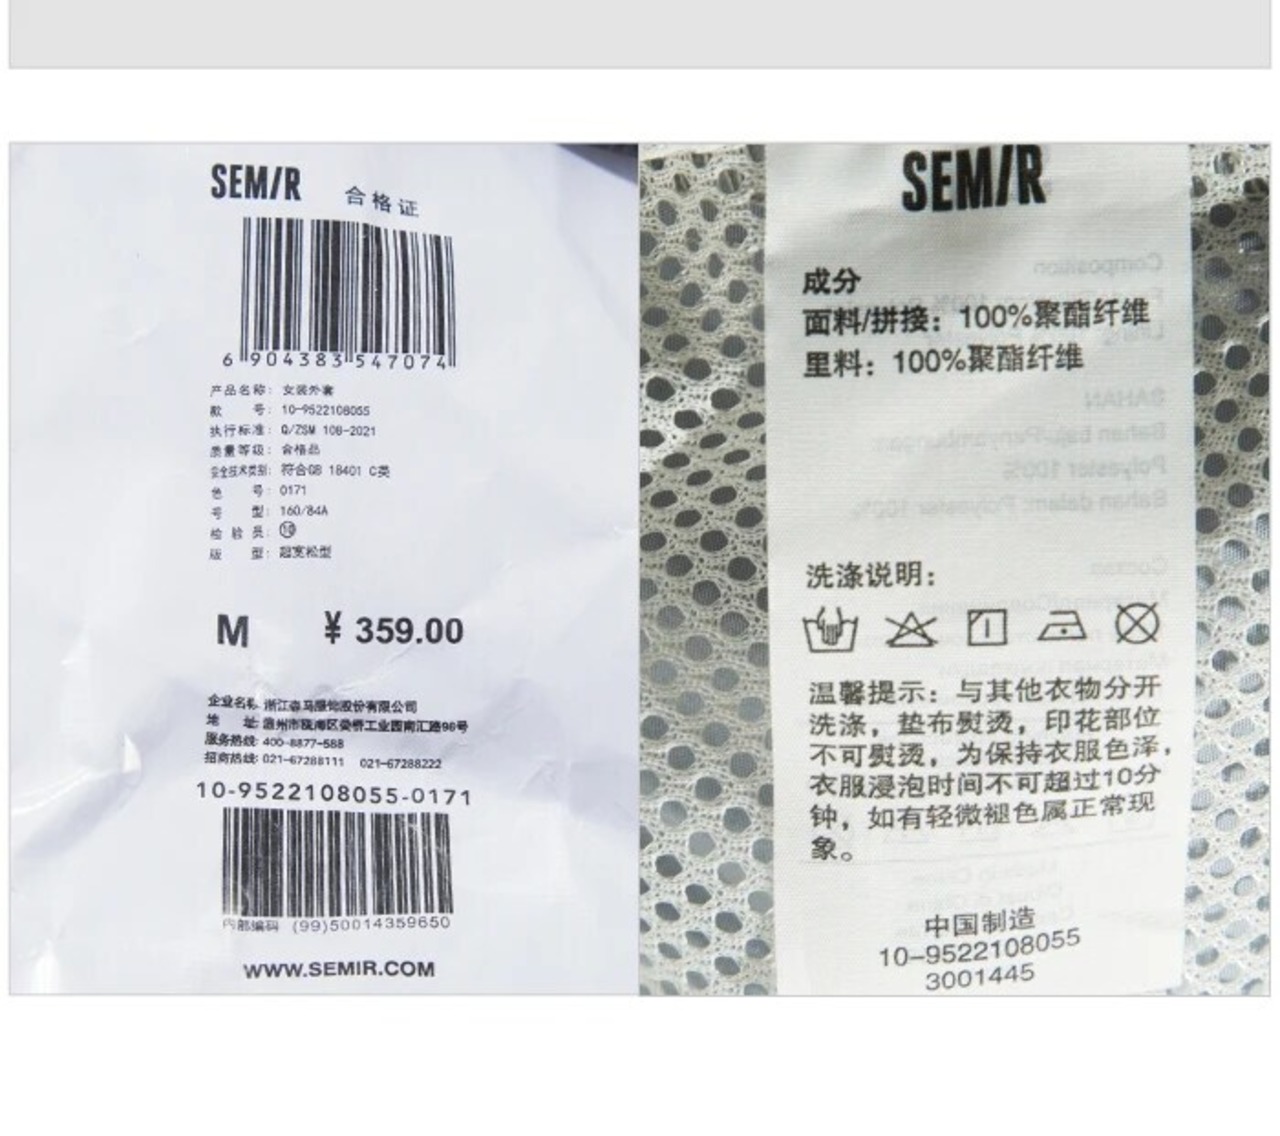 SEM/R
合格证
6 904383 547074
产品名称: 女装外套
款 号: 10-9522108055
执行标准: Q/ZSM 108-2021
质量等级: 合格品
安全技术类别: 符合GB 18401 C类
色 号: 0171
号 型: 160/84A
检 验 员: 10
版 型: 超宽松型
M ¥ 359.00
企业名称: 浙江森马服饰股份有限公司
地 址: 温州市瓯海区娄桥工业园南汇路98号
服务热线: 400-8877-588
招商热线: 021-67288111 021-67288222
10-9522108055-0171
内部编码 (99)50014359650
WWW.SEMIR.COM
SEM/R
成分
面料/拼接: 100%聚酯纤维
里料: 100%聚酯纤维
洗涤说明:
温馨提示: 与其他衣物分开
洗涤, 垫布熨烫, 印花部位
不可熨烫, 为保持衣服色泽,
衣服浸泡时间不可超过10分
钟, 如有轻微褪色属正常现
象。
中国制造
10-9522108055
3001445